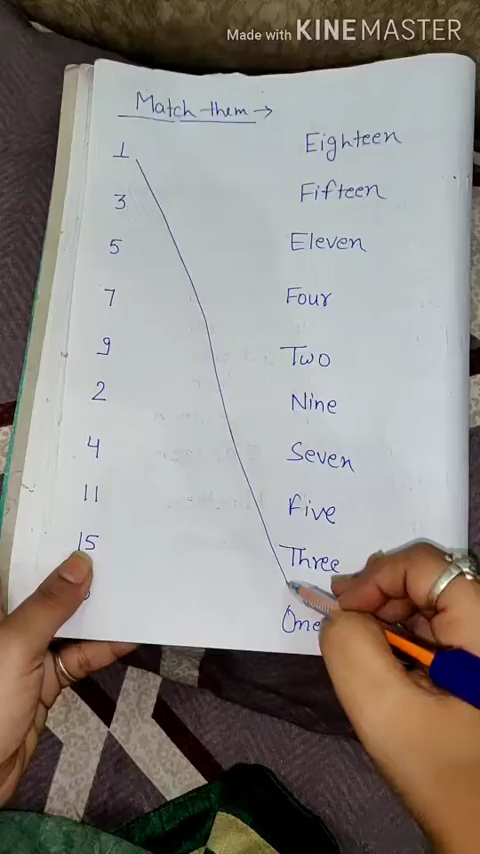 Made with KINEMASTER
Match them →
1 Eighteen
3 Fifteen
5 Eleven
7 Four
9 Two
2 Nine
4 Seven
11 Five
15 Three
One